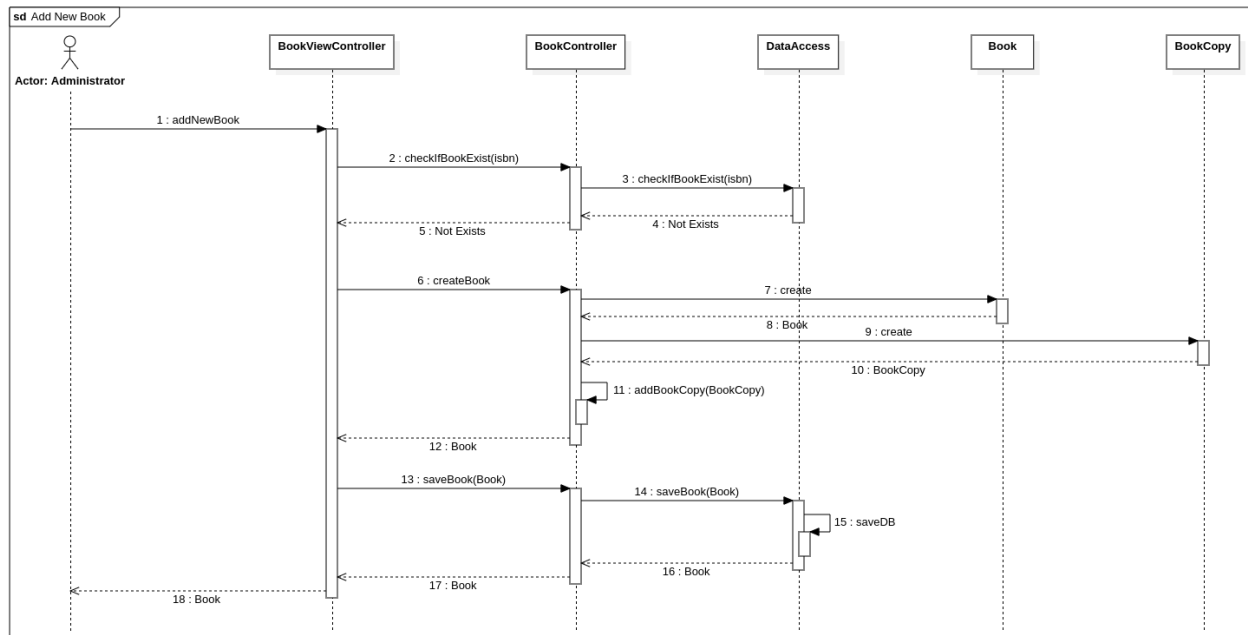 sd Add New Book
Actor: Administrator
BookViewController
BookController
DataAccess
Book
BookCopy
1 : addNewBook
2 : checkIfBookExist(isbn)
3 : checkIfBookExist(isbn)
4 : Not Exists
5 : Not Exists
6 : createBook
7 : create
8 : Book
9 : create
10 : BookCopy
11 : addBookCopy(BookCopy)
12 : Book
13 : saveBook(Book)
14 : saveBook(Book)
15 : saveDB
16 : Book
17 : Book
18 : Book